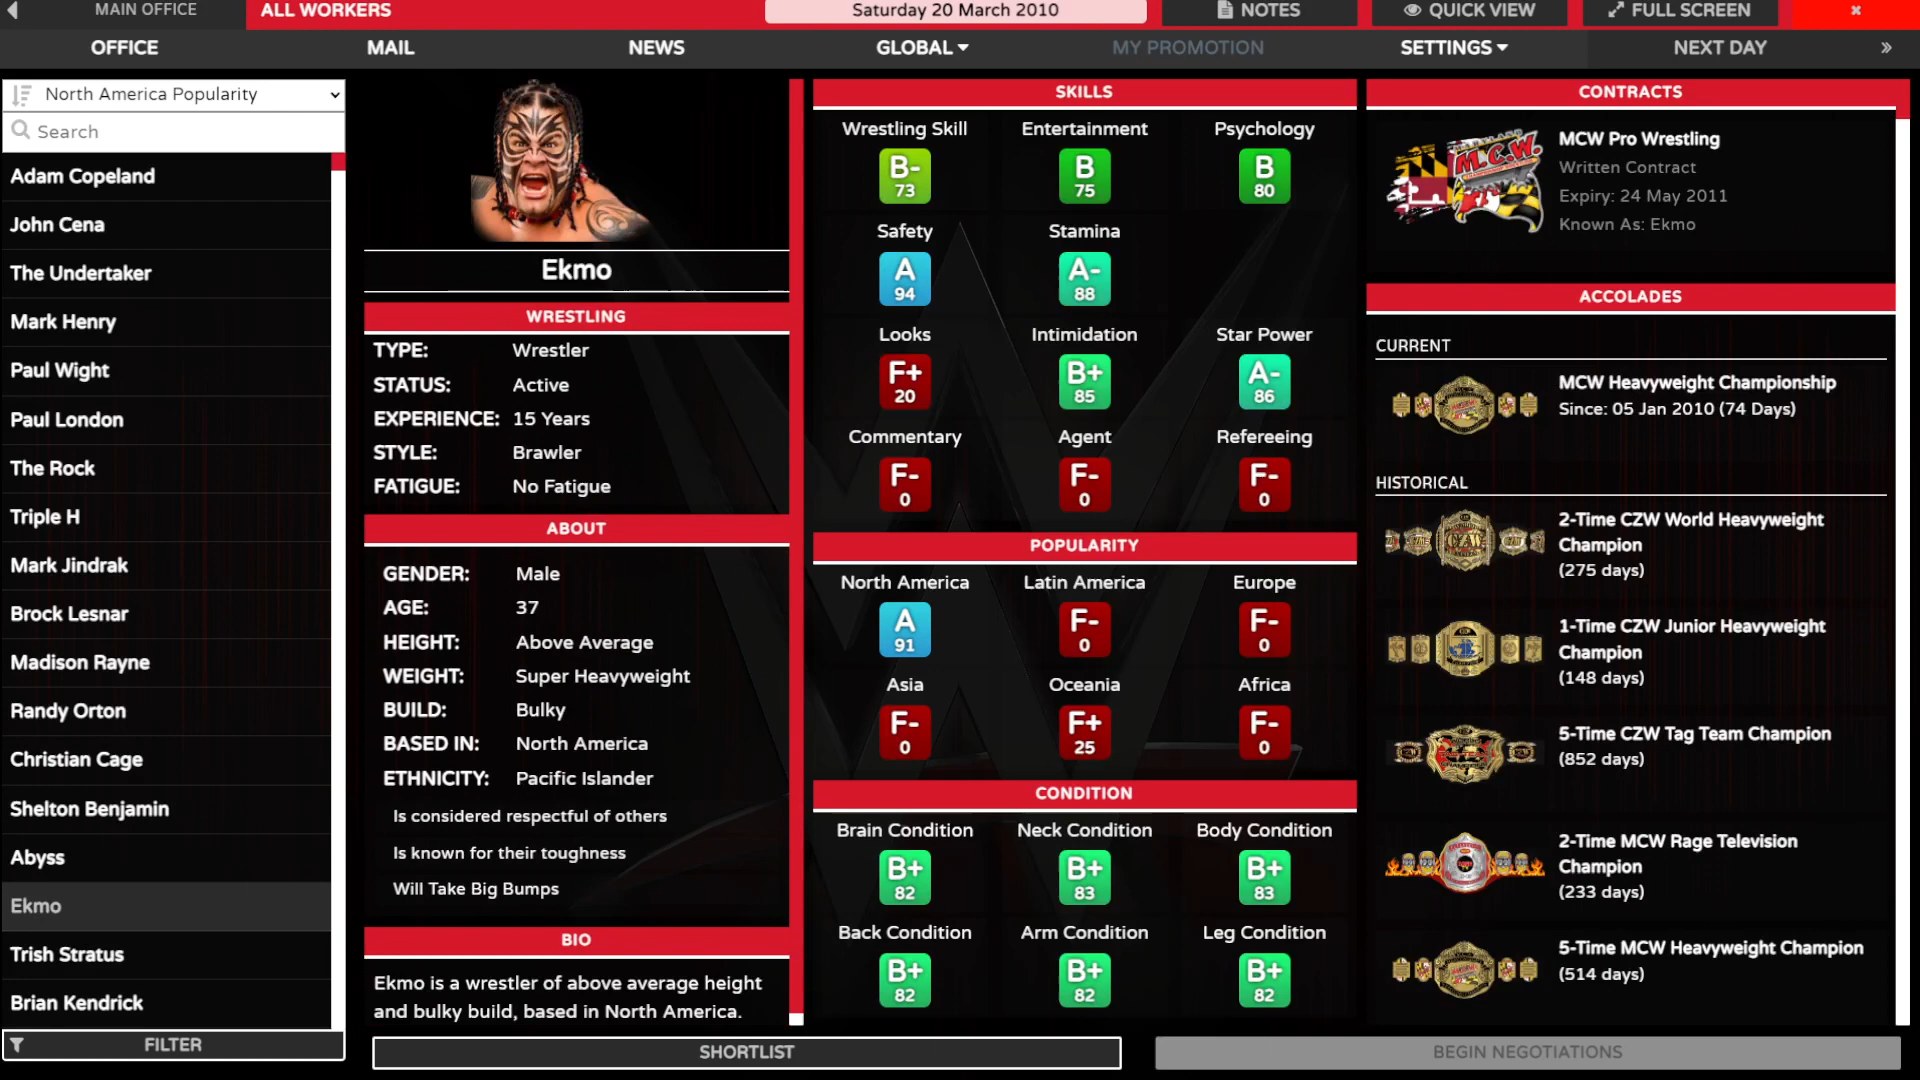 MAIN OFFICE
ALL WORKERS
Saturday 20 March 2010
NOTES
QUICK VIEW
FULL SCREEN
OFFICE
MAIL
NEWS
GLOBAL
MY PROMOTION
SETTINGS
NEXT DAY
North America Popularity
Search
Adam Copeland
John Cena
The Undertaker
Mark Henry
Paul Wight
Paul London
The Rock
Triple H
Mark Jindrak
Brock Lesnar
Madison Rayne
Randy Orton
Christian Cage
Shelton Benjamin
Abyss
Ekmo
Trish Stratus
Brian Kendrick
FILTER
Ekmo
WRESTLING
TYPE: Wrestler
STATUS: Active
EXPERIENCE: 15 Years
STYLE: Brawler
FATIGUE: No Fatigue
ABOUT
GENDER: Male
AGE: 37
HEIGHT: Above Average
WEIGHT: Super Heavyweight
BUILD: Bulky
BASED IN: North America
ETHNICITY: Pacific Islander
Is considered respectful of others
Is known for their toughness
Will Take Big Bumps
BIO
Ekmo is a wrestler of above average height
and bulky build, based in North America.
SHORTLIST
SKILLS
Wrestling Skill Entertainment Psychology
B- B B
73 75 80
Safety Stamina
A A-
94 88
Looks Intimidation Star Power
F+ B+ A-
20 85 86
Commentary Agent Refereeing
F- F- F-
0 0 0
POPULARITY
North America Latin America Europe
A F- F-
91 0 0
Asia Oceania Africa
F- F+ F-
0 25 0
CONDITION
Brain Condition Neck Condition Body Condition
B+ B+ B+
82 83 83
Back Condition Arm Condition Leg Condition
B+ B+ B+
82 82 82
CONTRACTS
M.C.W.
MCW Pro Wrestling
Written Contract
Expiry: 24 May 2011
Known As: Ekmo
ACCOLADES
CURRENT
MCW Heavyweight Championship
Since: 05 Jan 2010 (74 Days)
HISTORICAL
2-Time CZW World Heavyweight
Champion
(275 days)
1-Time CZW Junior Heavyweight
Champion
(148 days)
5-Time CZW Tag Team Champion
(852 days)
2-Time MCW Rage Television
Champion
(233 days)
5-Time MCW Heavyweight Champion
(514 days)
BEGIN NEGOTIATIONS